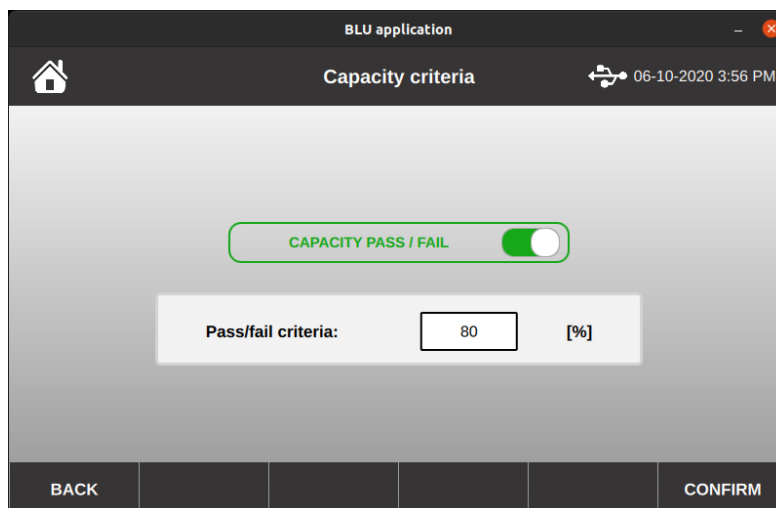 BLU application
Capacity criteria
06-10-2020 3:56 PM
CAPACITY PASS / FAIL
Pass/fail criteria: 80 [%]
BACK CONFIRM